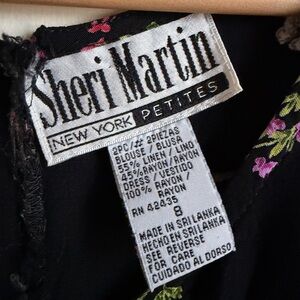 Sheri Martin
NEW YORK PETITES
2PC/# 2PIEZAS
BLOUSE / BLUSA
55% LINEN / LINO
45% RAYON/RAYON
DRESS / VESTIDO
100% RAYON /
RAYON
RN 42435
8
MADE IN SRI LANKA
HECHO EN SRI LANKA
SEE REVERSE
FOR CARE
CUIDADO AL DORSO